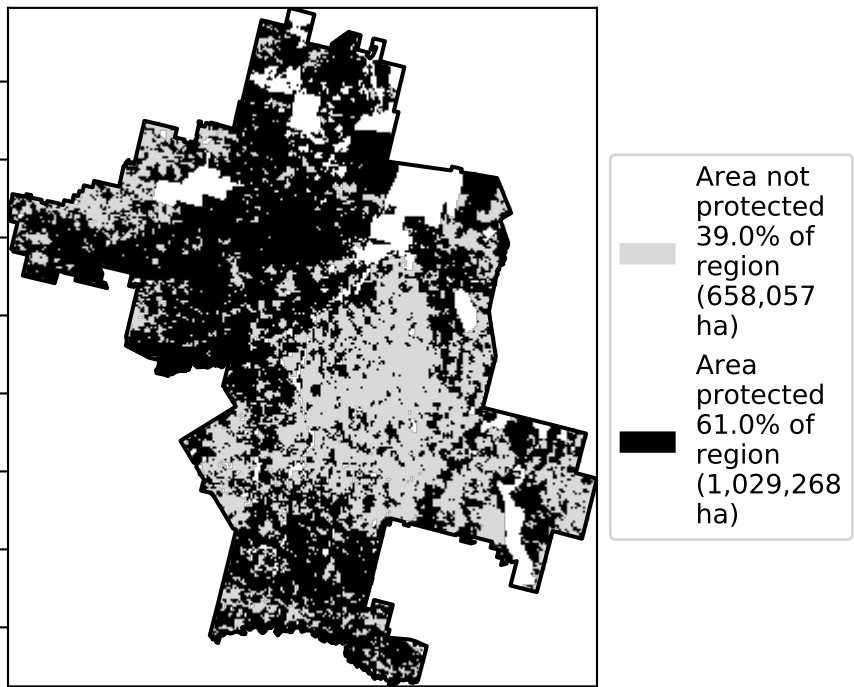 Area not
protected
39.0% of
region
(658,057
ha)
Area
protected
61.0% of
region
(1,029,268
ha)